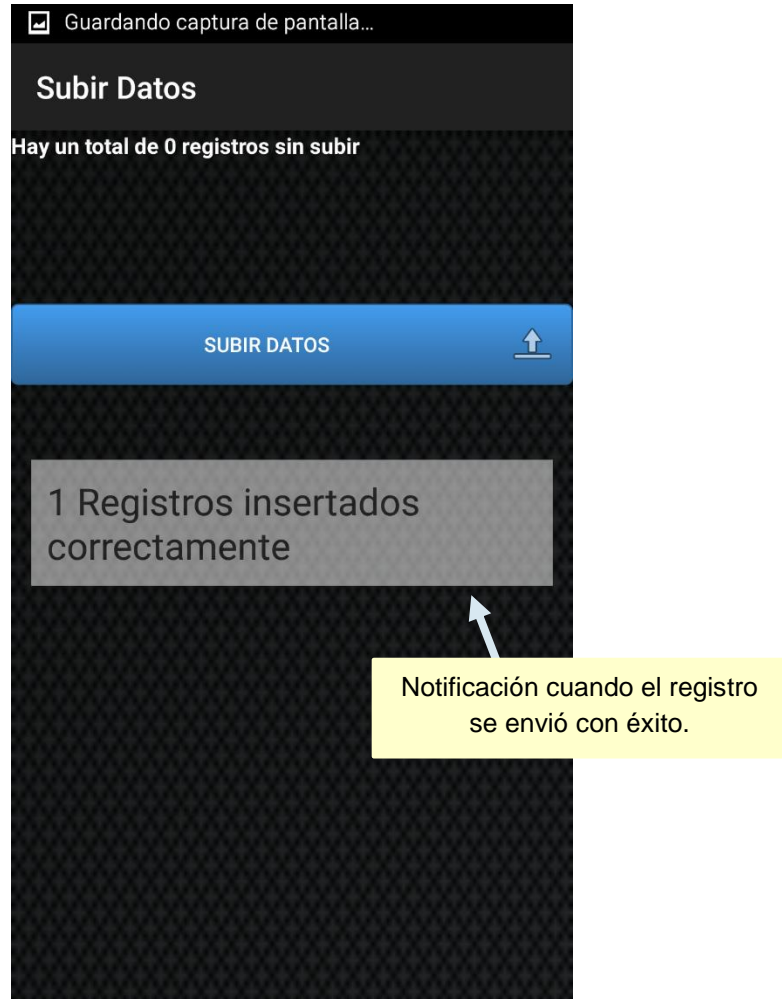 Guardando captura de pantalla...
Subir Datos
Hay un total de 0 registros sin subir
SUBIR DATOS
1 Registros insertados
correctamente
Notificación cuando el registro
se envió con éxito.